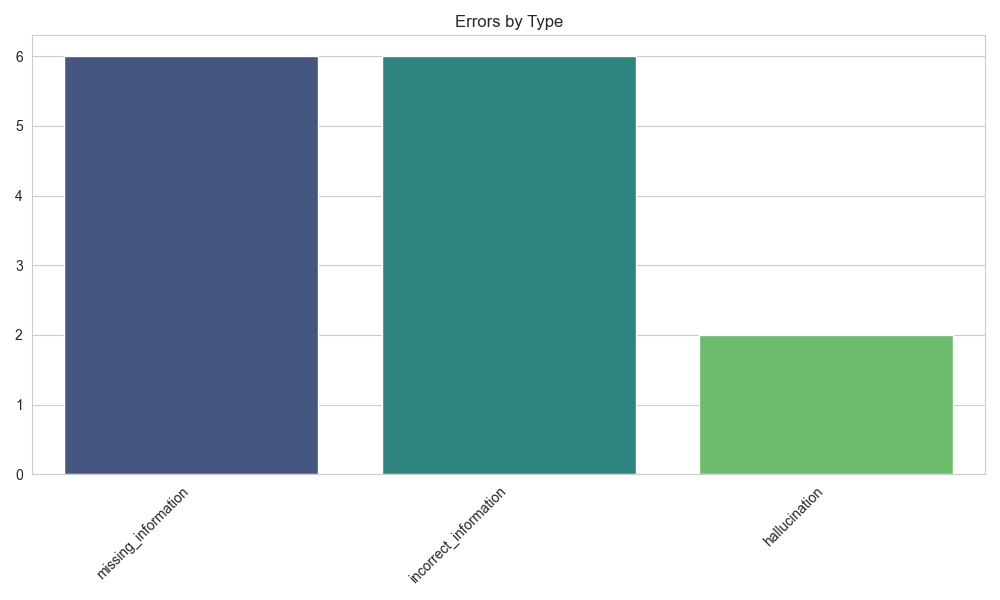 Errors by Type
6
5
4
3
2
1
0
missing_information
incorrect_information
hallucination